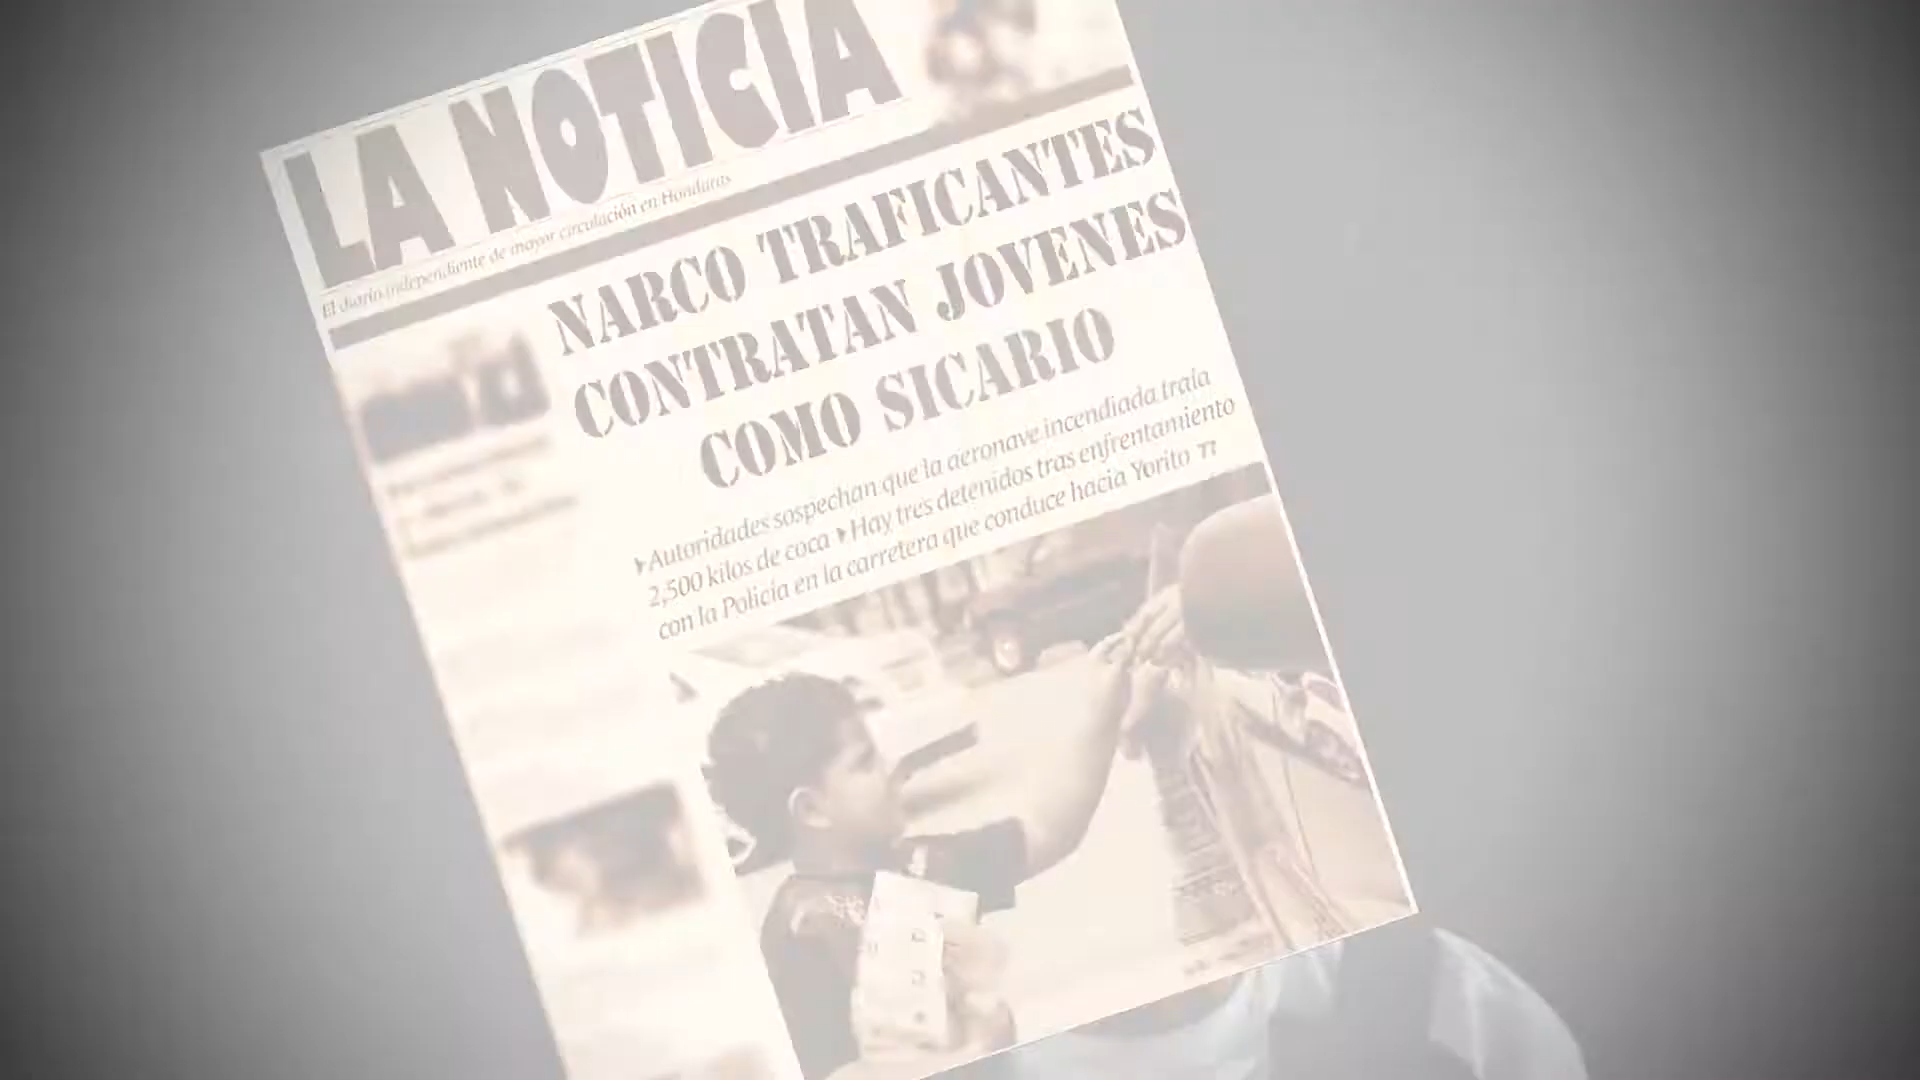 LA NOTICIA
El diario independiente de mayor circulación en Honduras
NARCO TRAFICANTES
CONTRATAN JOVENES
COMO SICARIO
Autoridades sospechan que la aeronave incendiada traía
2,500 kilos de coca Hay tres detenidos tras enfrentamiento
con la Policía en la carretera que conduce hacia Yorito